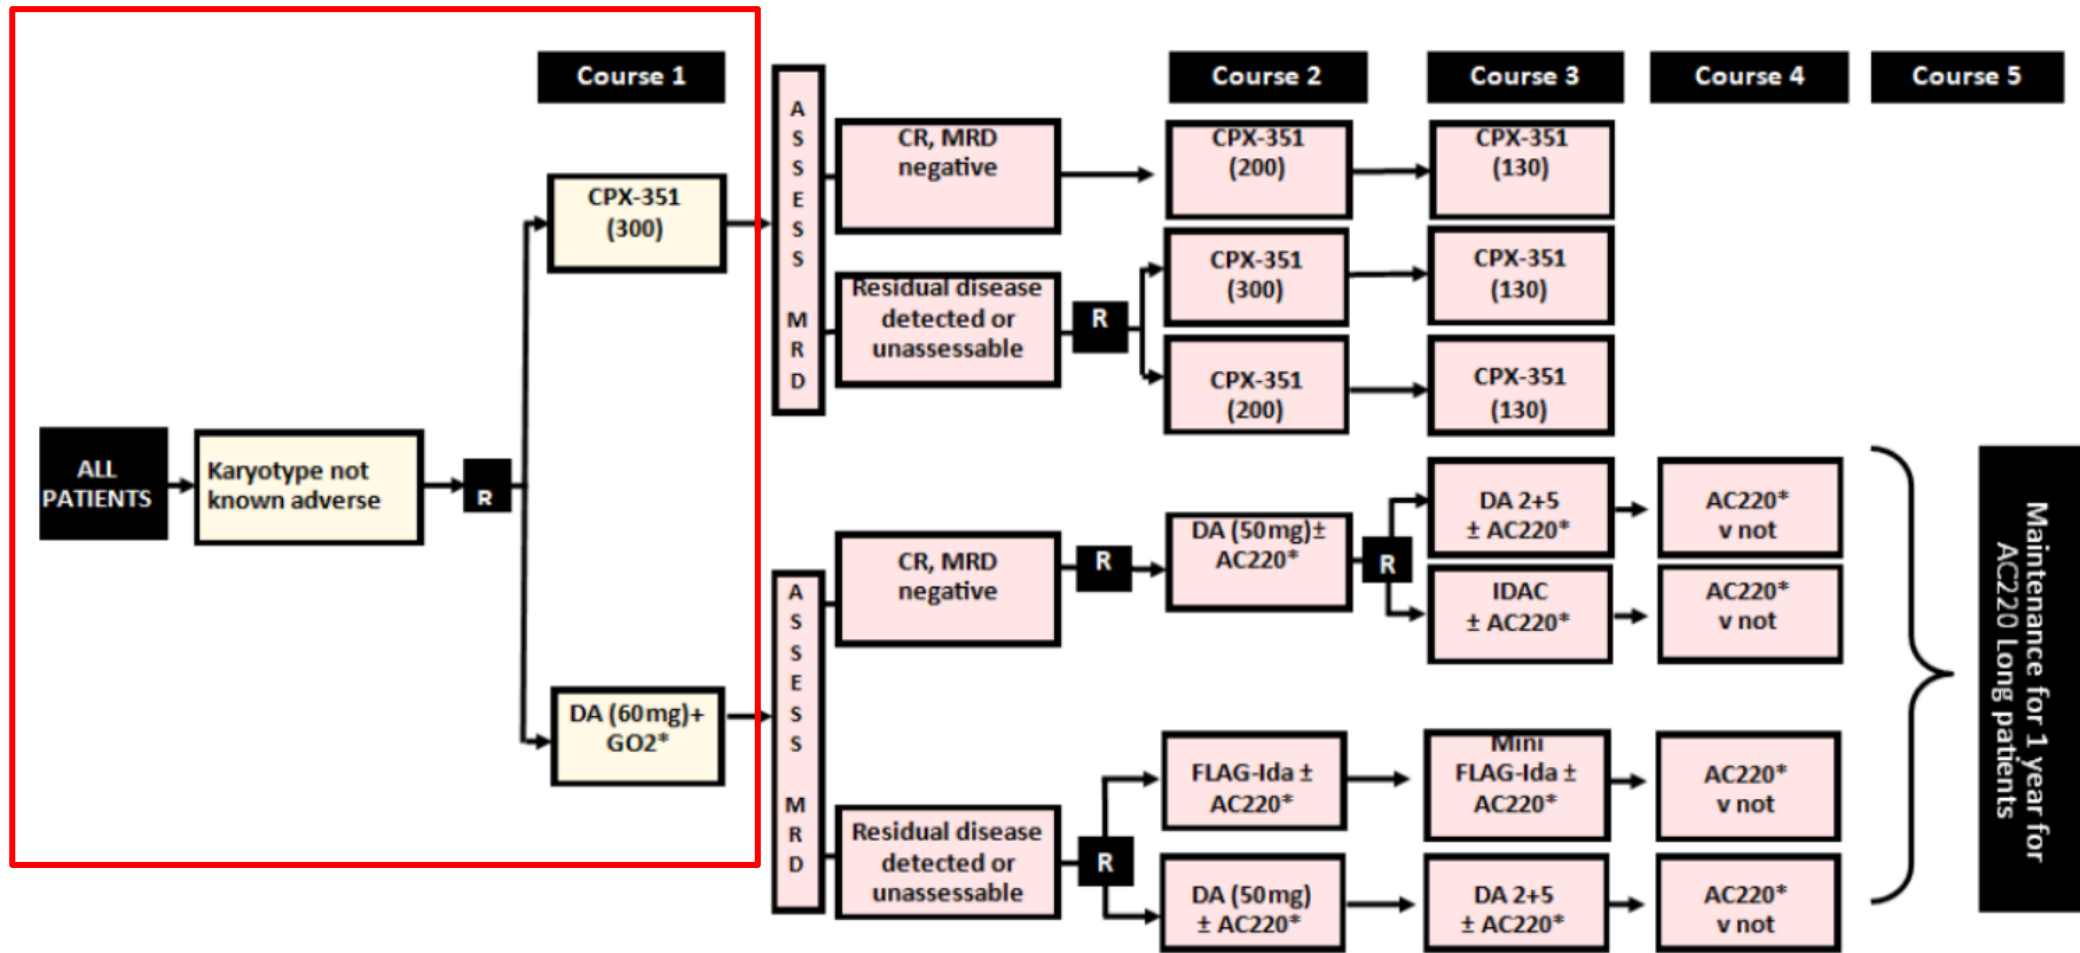 Course 1
Course 2
Course 3
Course 4
Course 5
ALL
PATIENTS
Karyotype not
known adverse
R
CPX-351
(300)
DA (60mg)+
GO2*
A
S
S
E
S
S
M
R
D
CR, MRD
negative
CPX-351
(200)
CPX-351
(130)
Residual disease
detected or
unassessable
R
CPX-351
(300)
CPX-351
(130)
CPX-351
(200)
CPX-351
(130)
A
S
S
E
S
S
M
R
D
CR, MRD
negative
R
DA (50mg)±
AC220*
R
DA 2+5
± AC220*
AC220*
v not
IDAC
± AC220*
AC220*
v not
Residual disease
detected or
unassessable
R
FLAG-Ida ±
AC220*
Mini
FLAG-Ida ±
AC220*
AC220*
v not
DA (50mg)
± AC220*
DA 2+5
± AC220*
AC220*
v not
Maintenance for 1 year for
AC220 Long patients